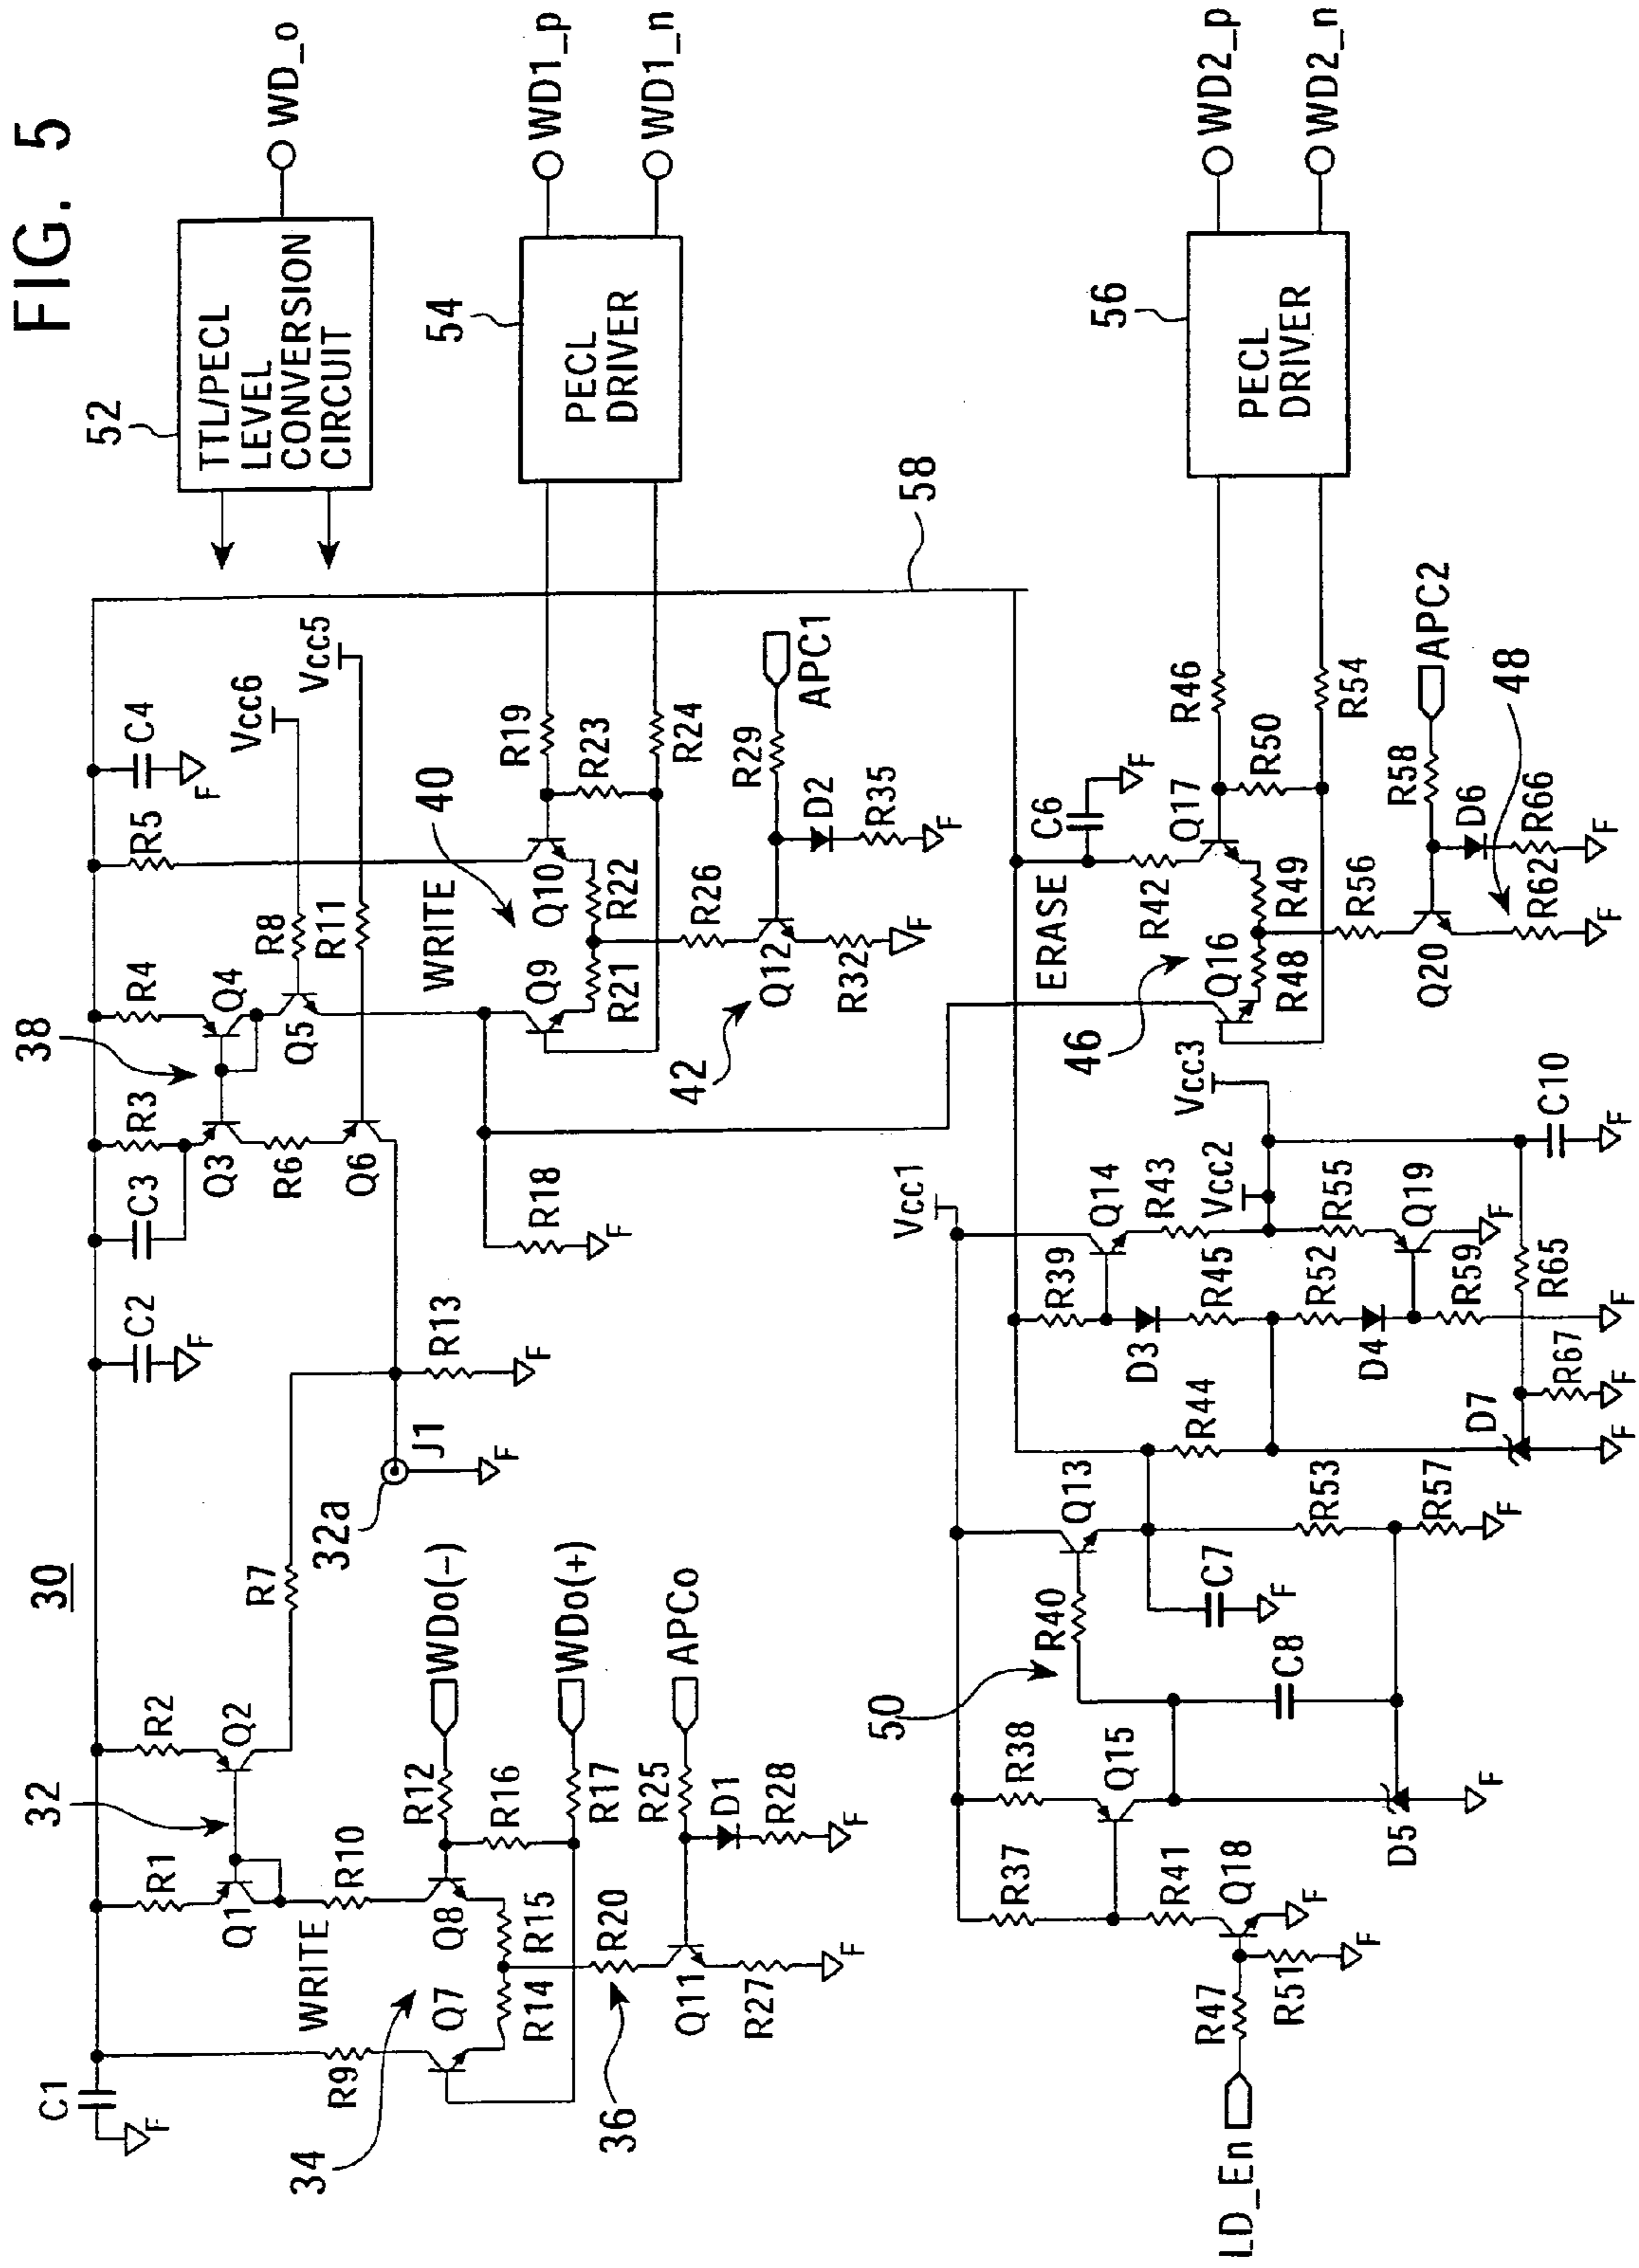 FIG. 5
30
C1
F
R1
32
R2
Q1
Q2
R10
WRITE
R7
C2
F
C3
R3
38
R4
Q4
Q3
R6
Q6
Q5
R8
R11
Vcc6
Vcc5
R5
C4
F
52
TTL/PECL
LEVEL
CONVERSION
CIRCUIT
WD_o
R9
34
Q7
Q8
R12
WDo(-)
R16
R14
R15
R17
WDo(+)
36
R20
R25
APCo
Q11
D1
R27
R28
F
F
32a
J1
F
R13
F
R18
F
WRITE
40
Q9
Q10
R21
R22
R19
R23
R24
54
PECL
DRIVER
WD1_p
WD1_n
42
R26
R29
APC1
Q12
D2
R32
R35
F
F
58
Vcc1
50
R37
R38
Q15
R40
Q13
R41
C7
F
C8
LD_En
R47
Q18
F
R51
F
D5
F
R53
R57
F
R44
D7
F
R39
Q14
D3
R45
R43
Vcc2
Vcc3
R52
R55
D4
Q19
F
R59
F
R65
R67
F
C10
F
ERASE
C6
F
R42
46
Q16
Q17
R48
R49
R46
R50
R54
56
PECL
DRIVER
WD2_p
WD2_n
R56
R58
APC2
Q20
D6
48
R62
R66
F
F